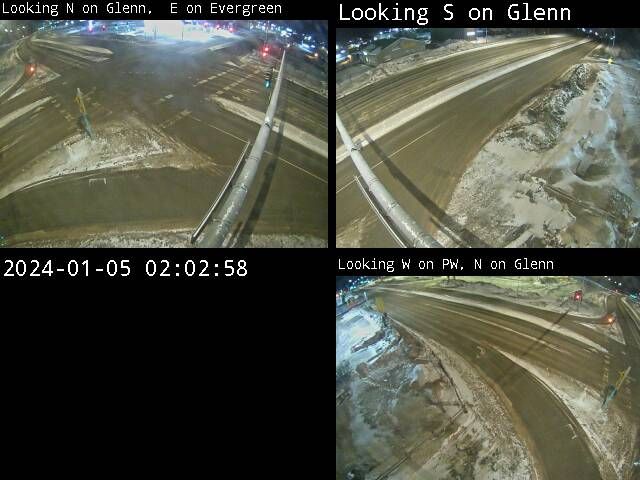 Looking N on Glenn,  E on Evergreen
Looking S on Glenn
2024-01-05 02:02:58
Looking W on PW, N on Glenn